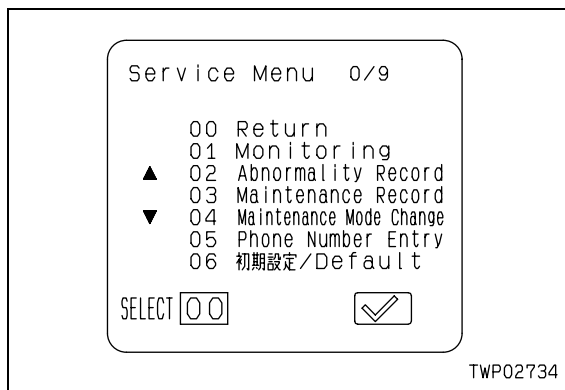 Service Menu 0/9
00 Return
01 Monitoring
▲ 02 Abnormality Record
03 Maintenance Record
▼ 04 Maintenance Mode Change
05 Phone Number Entry
06 初期設定/Default
SELECT 00
TWP02734